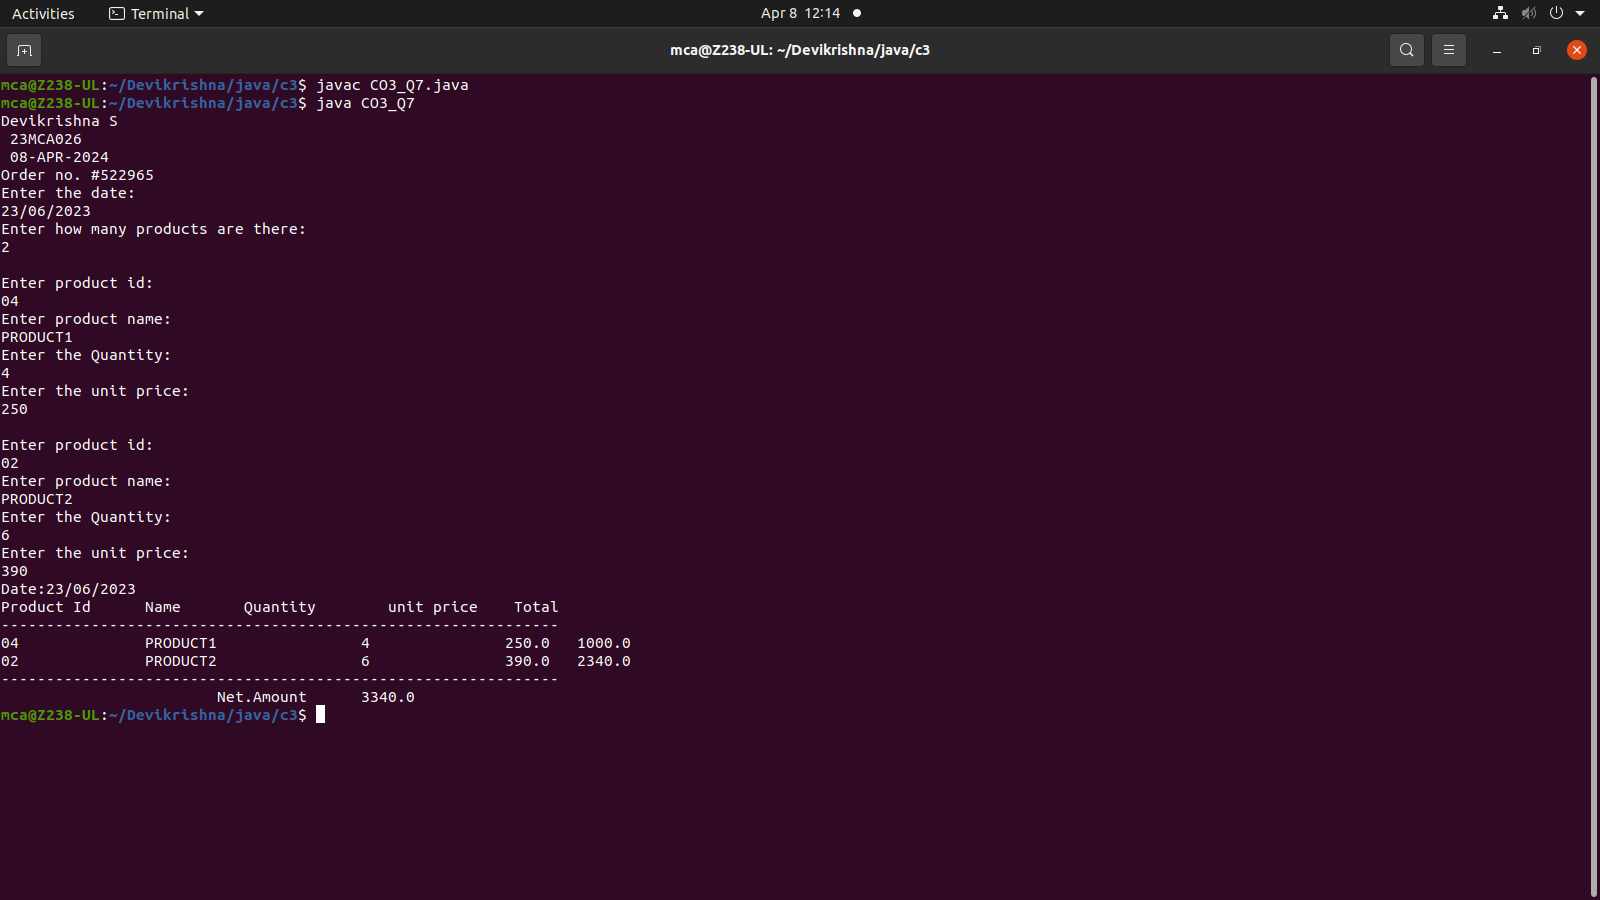 Activities Terminal Apr 8 12:14
mca@Z238-UL: ~/Devikrishna/java/c3
mca@Z238-UL:~/Devikrishna/java/c3$ javac CO3_Q7.java
mca@Z238-UL:~/Devikrishna/java/c3$ java CO3_Q7
Devikrishna S
 23MCA026
 08-APR-2024
Order no. #522965
Enter the date:
23/06/2023
Enter how many products are there:
2

Enter product id:
04
Enter product name:
PRODUCT1
Enter the Quantity:
4
Enter the unit price:
250

Enter product id:
02
Enter product name:
PRODUCT2
Enter the Quantity:
6
Enter the unit price:
390
Date:23/06/2023
Product Id      Name       Quantity        unit price    Total
--------------------------------------------------------------
04              PRODUCT1                4               250.0   1000.0
02              PRODUCT2                6               390.0   2340.0
--------------------------------------------------------------
                        Net.Amount      3340.0
mca@Z238-UL:~/Devikrishna/java/c3$